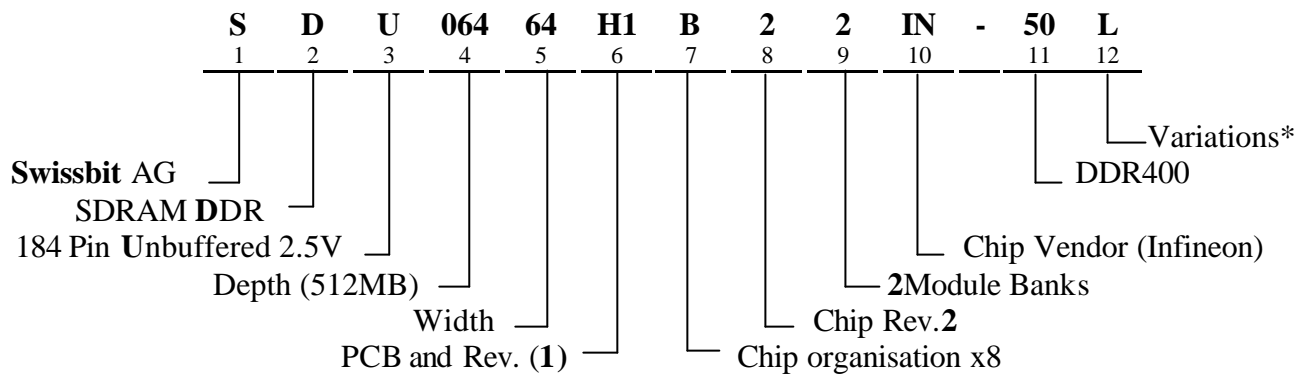 S D U 064 64 H1 B 2 2 IN - 50 L
1 2 3 4 5 6 7 8 9 10 11 12
Variations*
Swissbit AG DDR400
SDRAM DDR
184 Pin Unbuffered 2.5V Chip Vendor (Infineon)
Depth (512MB) 2Module Banks
Width Chip Rev.2
PCB and Rev. (1) Chip organisation x8